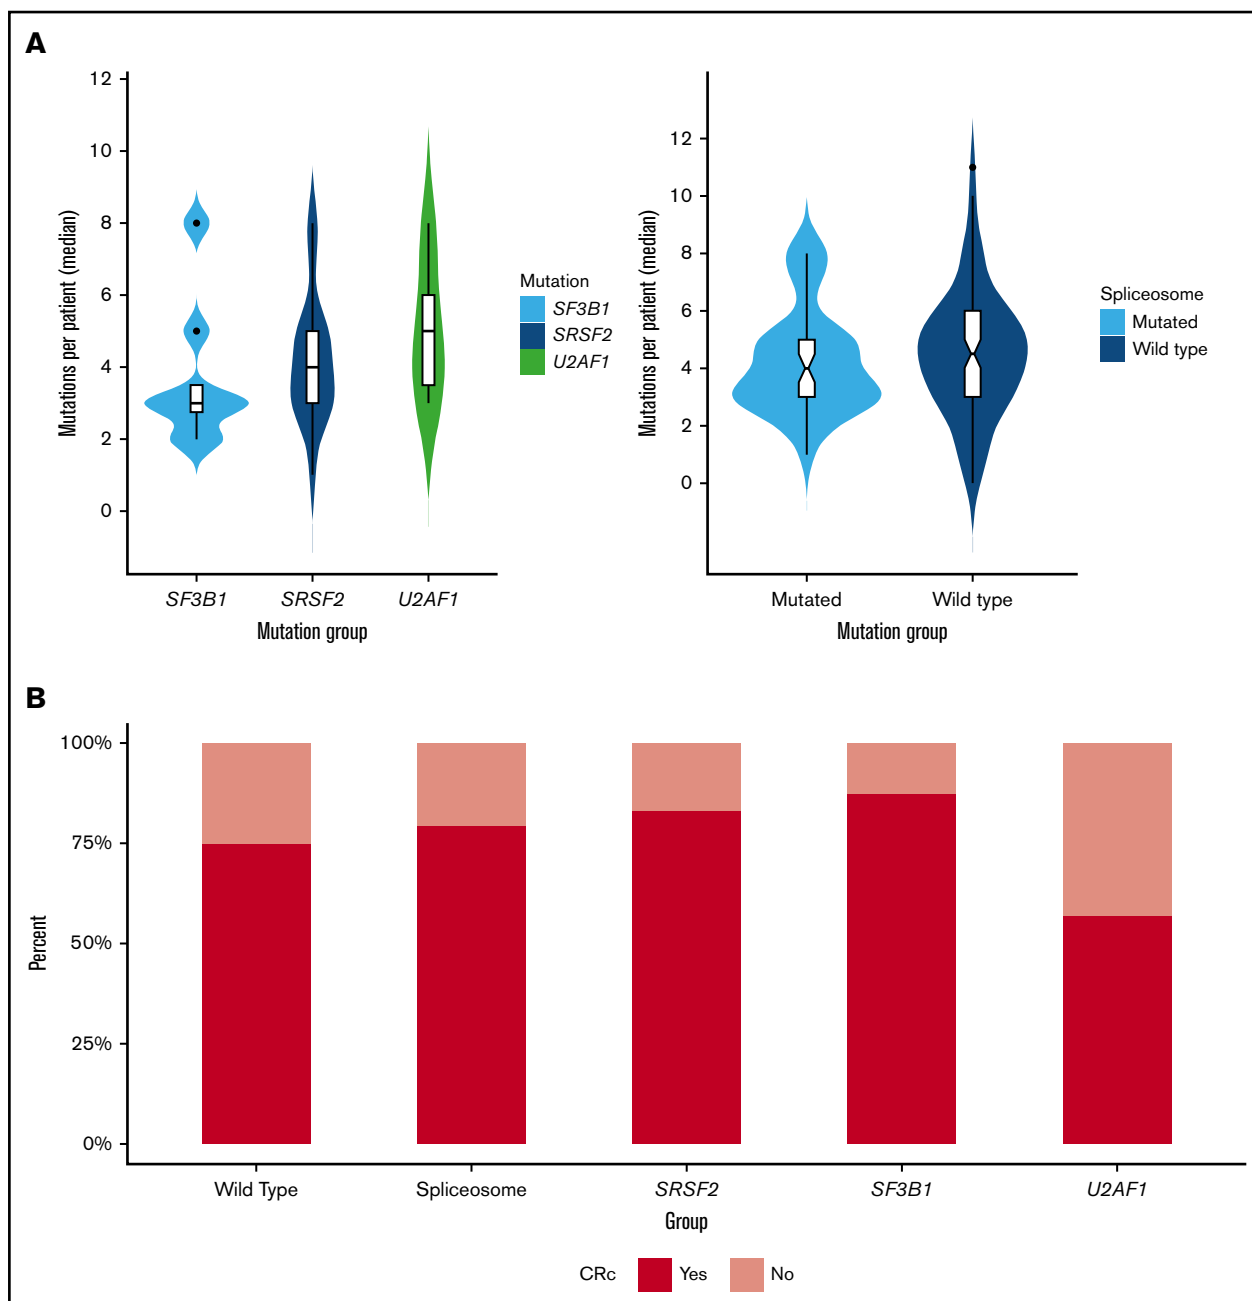 A
12
10
8
6
4
2
0
Mutations per patient (median)
SF3B1 SRSF2 U2AF1
Mutation group
Mutation
SF3B1
SRSF2
U2AF1
12
10
8
6
4
2
0
Mutations per patient (median)
Mutated Wild type
Mutation group
Spliceosome
Mutated
Wild type
B
100%
75%
50%
25%
0%
Percent
Wild Type Spliceosome SRSF2 SF3B1 U2AF1
Group
CRc Yes No